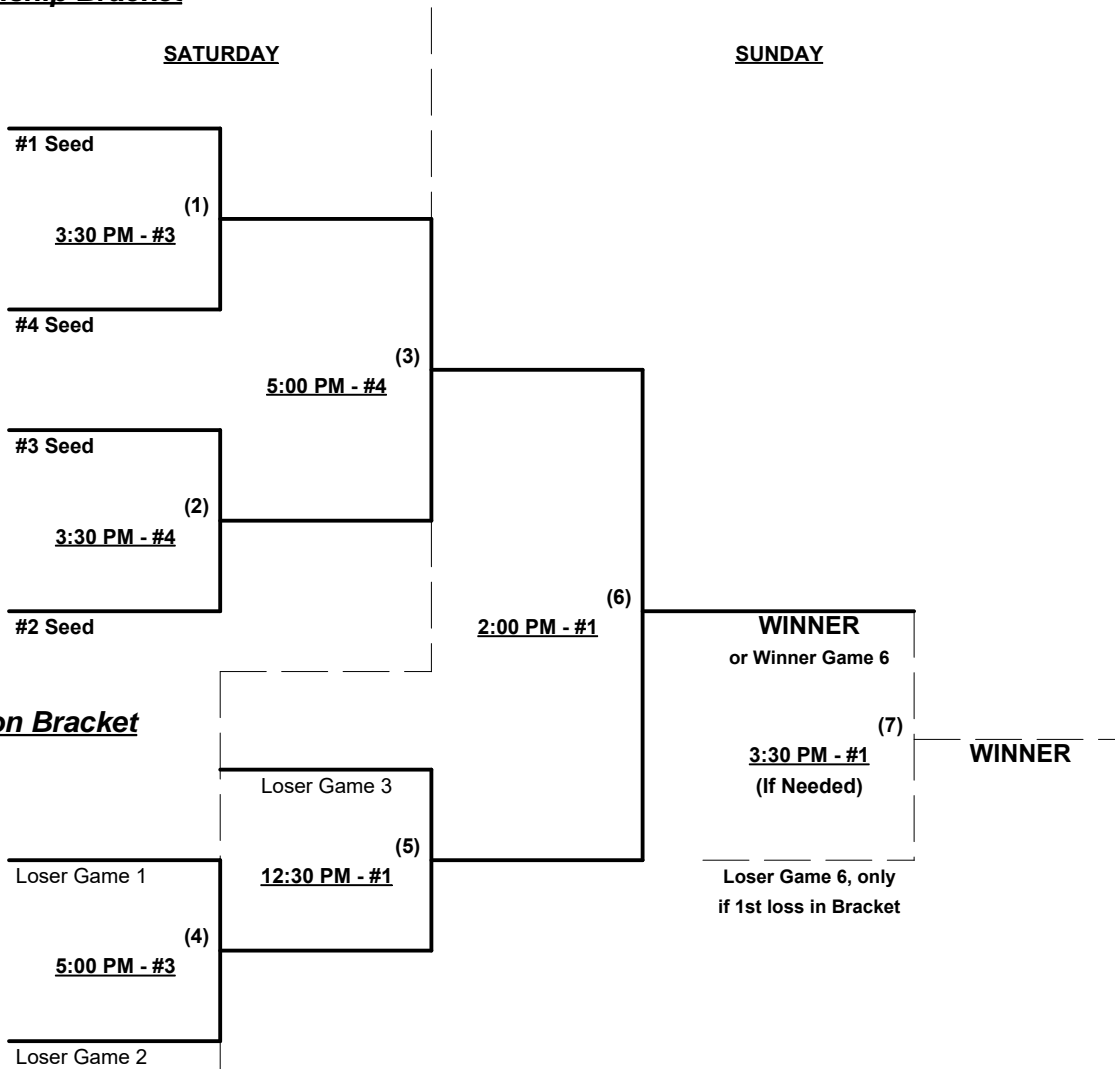 Bracket
SATURDAY
SUNDAY
#1 Seed
(1)
3:30 PM - #3
#4 Seed
(3)
5:00 PM - #4
#3 Seed
(2)
3:30 PM - #4
#2 Seed
(6)
2:00 PM - #1
WINNER
or Winner Game 6
on Bracket
(7)
3:30 PM - #1
(If Needed)
WINNER
Loser Game 3
(5)
12:30 PM - #1
Loser Game 1
Loser Game 6, only
if 1st loss in Bracket
(4)
5:00 PM - #3
Loser Game 2